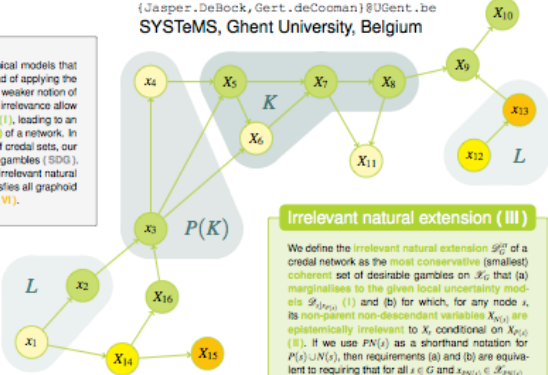 {Jasper.DeBock,Gert.deCooman}@UGent.be
SYSTeMS, Ghent University, Belgium
ical models that
d of applying the
weaker notion of
irrelevance allow
(I), leading to an
of a network. In
f credal sets, our
gambles (SDG).
irrelevant natural
sfies all graphoid
VI).
X10
X9
x4
X5
X7
X8
K
X6
X11
x13
x12
L
x3
P(K)
L
x2
X16
x1
X14
X15
Irrelevant natural extension (III)
We define the irrelevant natural extension of a
credal network as the most conservative (smallest)
coherent set of desirable gambles on that (a)
marginalises to the given local uncertainty mod-
els (I) and (b) for which, for any node s,
its non-parent non-descendant variables X_N(s) are
epistemically irrelevant to X_s conditional on X_P(s)
(II). If we use PN(s) as a shorthand notation for
P(s) ∪ N(s), then requirements (a) and (b) are equiva-
lent to requiring that for all s ∈ G and